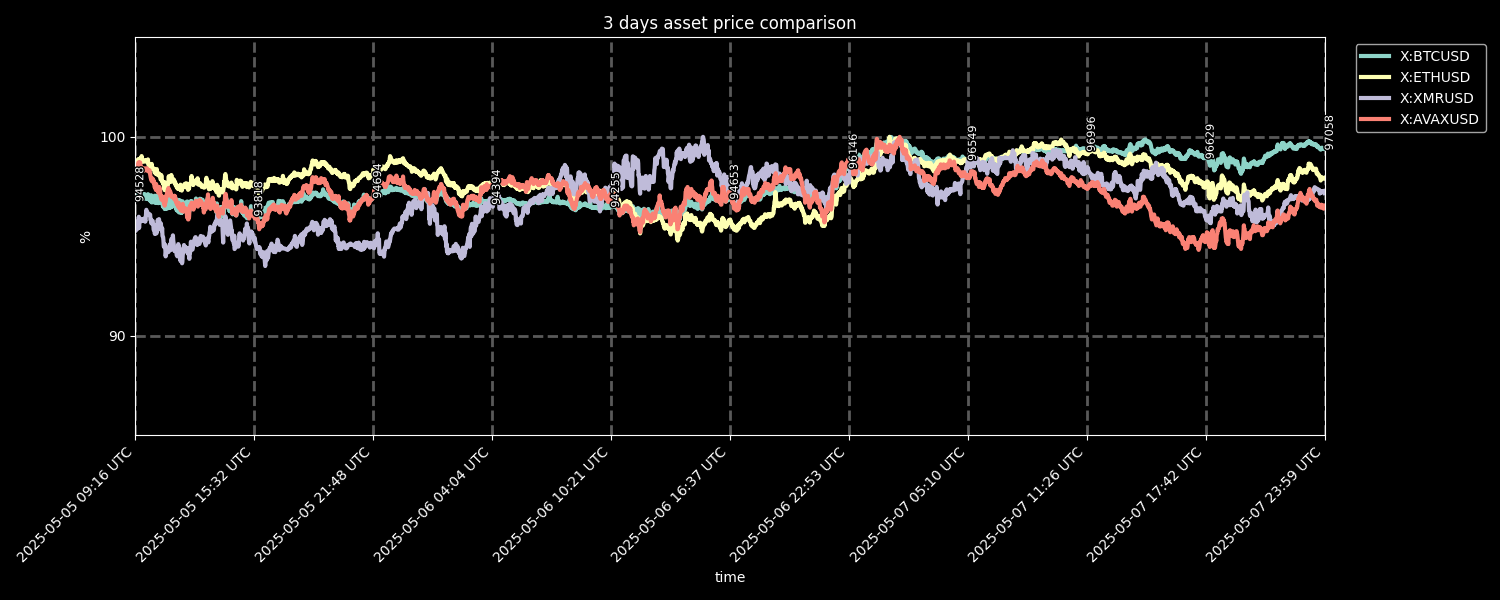 3 days asset price comparison
X:BTCUSD
X:ETHUSD
X:XMRUSD
X:AVAXUSD
100
90
%
94528
94694
94394
94255
94653
96146
96549
96996
96629
97058
2025-05-05 09:16 UTC
2025-05-05 15:32 UTC
2025-05-05 21:48 UTC
2025-05-06 04:04 UTC
2025-05-06 10:21 UTC
2025-05-06 16:37 UTC
2025-05-06 22:53 UTC
2025-05-07 05:10 UTC
2025-05-07 11:26 UTC
2025-05-07 17:42 UTC
2025-05-07 23:59 UTC
time